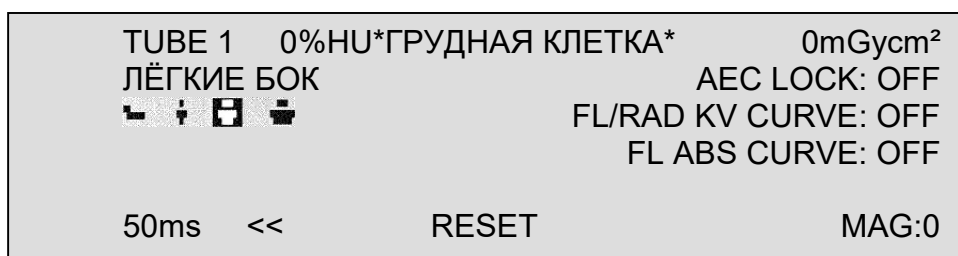 TUBE 1 0%HU*ГРУДНАЯ КЛЕТКА* 0mGycm²
ЛЁГКИЕ БОК AEC LOCK: OFF
FL/RAD KV CURVE: OFF
FL ABS CURVE: OFF
50ms << RESET MAG:0